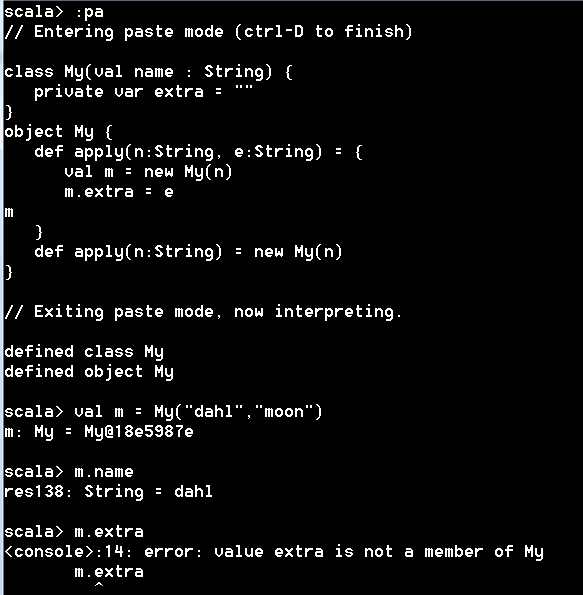 scala> :pa
// Entering paste mode (ctrl-D to finish)
class My(val name : String) {
   private var extra = ""
}
object My {
   def apply(n:String, e:String) = {
      val m = new My(n)
      m.extra = e
m
   }
   def apply(n:String) = new My(n)
}
// Exiting paste mode, now interpreting.
defined class My
defined object My
scala> val m = My("dahl","moon")
m: My = My@18e5987e
scala> m.name
res138: String = dahl
scala> m.extra
<console>:14: error: value extra is not a member of My
       m.extra
         ^